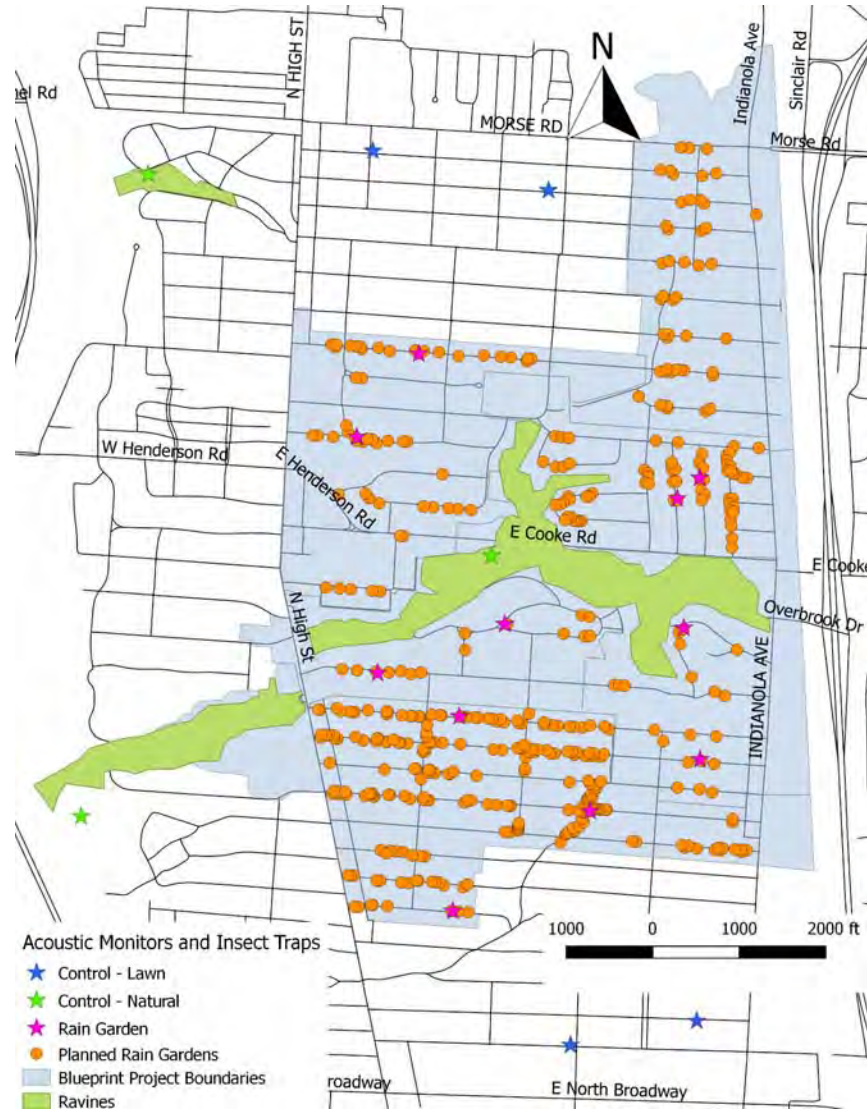 N HIGH ST
Indianola Ave
Sinclair Rd
N
MORSE RD
Morse Rd
nel Rd
W Henderson Rd
E Henderson Rd
E Cooke Rd
E Cooke
Overbrook Dr
N High St
INDIANOLA AVE
1000 0 1000 2000 ft
Acoustic Monitors and Insect Traps
Control - Lawn
Control - Natural
Rain Garden
Planned Rain Gardens
Blueprint Project Boundaries
Ravines
roadway
E North Broadway